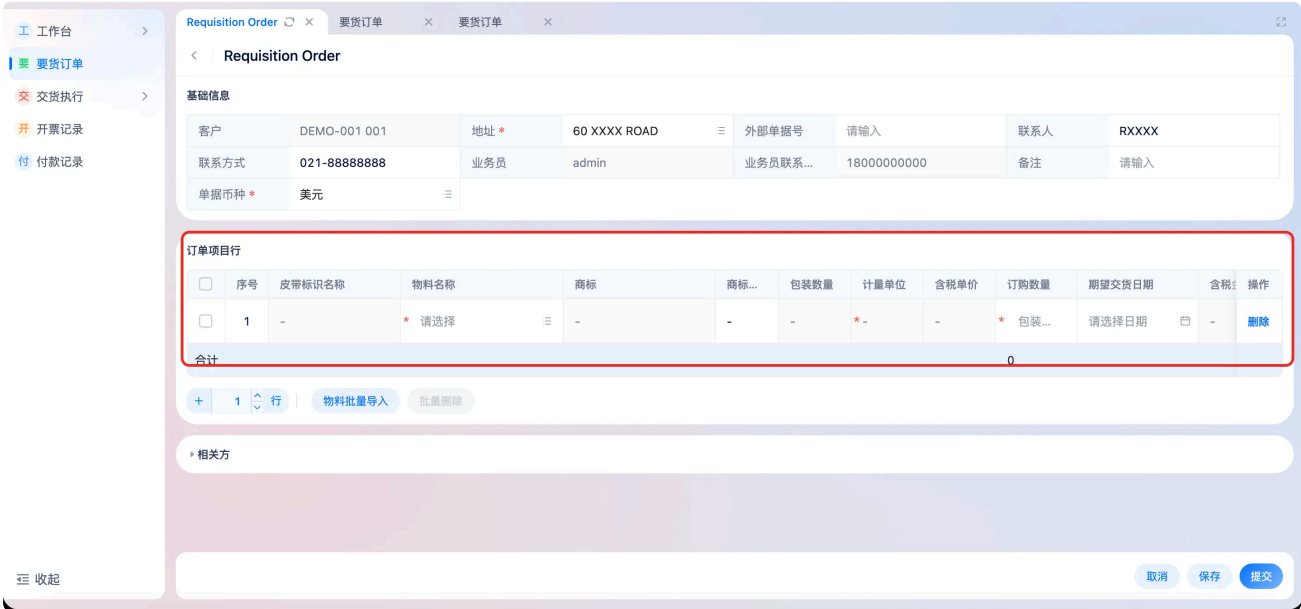 工 工作台
要 要货订单
交 交货执行
开 开票记录
付 付款记录
收起
Requisition Order 要货订单 要货订单
Requisition Order
基础信息
客户 DEMO-001 001 地址 * 60 XXXX ROAD 外部单据号 请输入 联系人 RXXXX
联系方式 021-88888888 业务员 admin 业务员联系... 18000000000 备注 请输入
单据币种 * 美元
订单项目行
序号 皮带标识名称 物料名称 商标 商标... 包装数量 计量单位 含税单价 订购数量 期望交货日期 含税 操作
1 - * 请选择 - - - * - - * 包装... 请选择日期 - 删除
合计 0
+ 1 行 物料批量导入 批量删除
相关方
取消 保存 提交